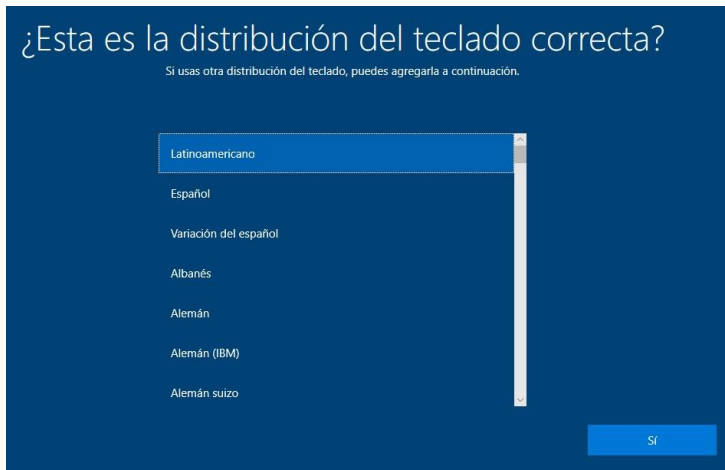 ¿Esta es la distribución del teclado correcta?
Si usas otra distribución del teclado, puedes agregarla a continuación.
Latinoamericano
Español
Variación del español
Albanés
Alemán
Alemán (IBM)
Alemán suizo
Sí